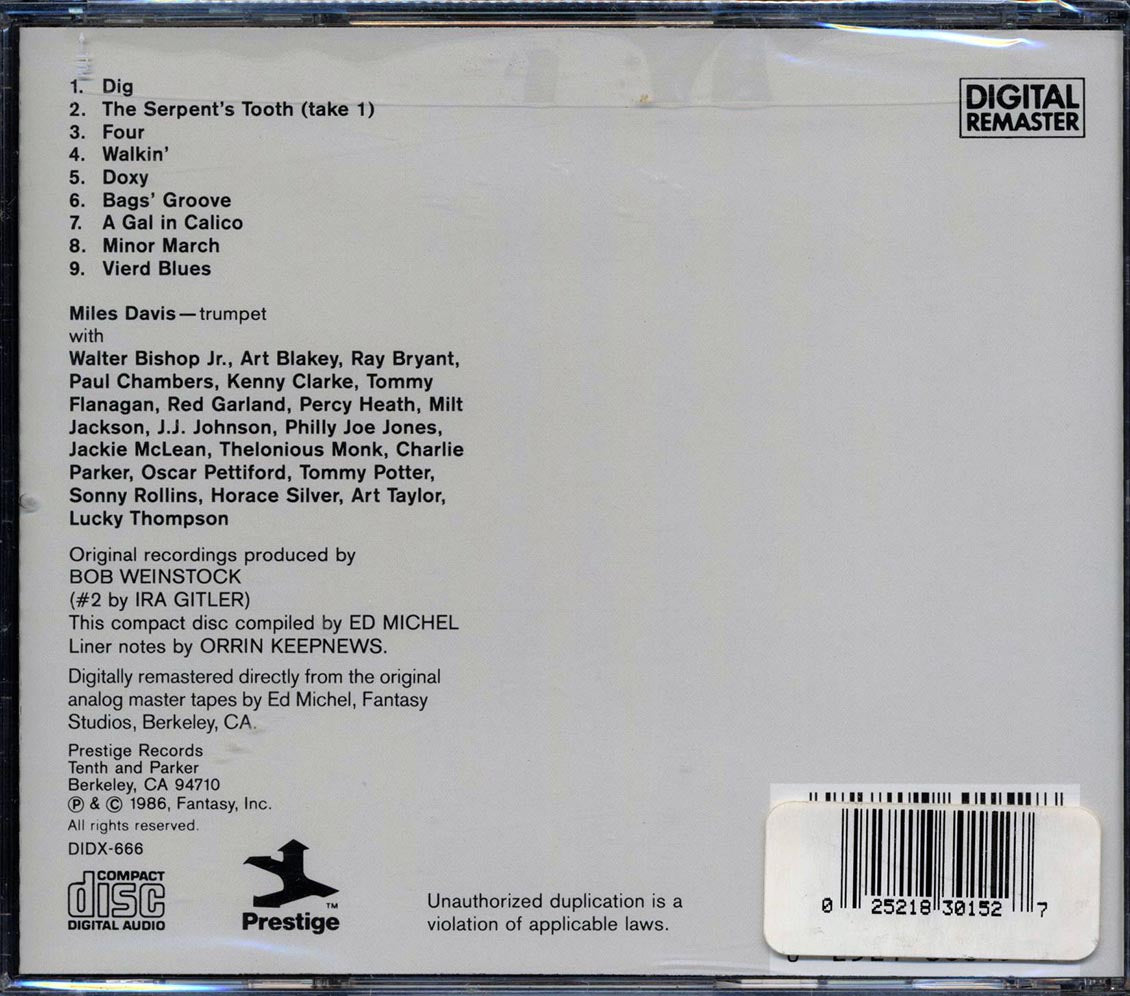 1. Dig
2. The Serpent's Tooth (take 1)
3. Four
4. Walkin'
5. Doxy
6. Bags' Groove
7. A Gal in Calico
8. Minor March
9. Vierd Blues
DIGITAL
REMASTER
Miles Davis—trumpet
with
Walter Bishop Jr., Art Blakey, Ray Bryant,
Paul Chambers, Kenny Clarke, Tommy
Flanagan, Red Garland, Percy Heath, Milt
Jackson, J.J. Johnson, Philly Joe Jones,
Jackie McLean, Thelonious Monk, Charlie
Parker, Oscar Pettiford, Tommy Potter,
Sonny Rollins, Horace Silver, Art Taylor,
Lucky Thompson
Original recordings produced by
BOB WEINSTOCK
(#2 by IRA GITLER)
This compact disc compiled by ED MICHEL
Liner notes by ORRIN KEEPNEWS.
Digitally remastered directly from the original
analog master tapes by Ed Michel, Fantasy
Studios, Berkeley, CA.
Prestige Records
Tenth and Parker
Berkeley, CA 94710
℗ & © 1986, Fantasy, Inc.
All rights reserved.
DIDX-666
COMPACT
disc
DIGITAL AUDIO
™
Prestige
Unauthorized duplication is a
violation of applicable laws.
0 25218 30152 7